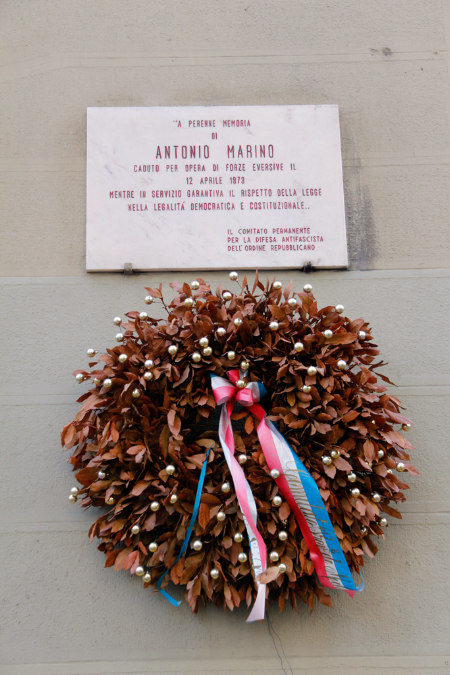 "A PERENNE MEMORIA
DI
ANTONIO MARINO
CADUTO PER OPERA DI FORZE EVERSIVE IL
12 APRILE 1973
MENTRE IN SERVIZIO GARANTIVA IL RISPETTO DELLA LEGGE
NELLA LEGALITÀ DEMOCRATICA E COSTITUZIONALE„
IL COMITATO PERMANENTE
PER LA DIFESA ANTIFASCISTA
DELL'ORDINE REPUBBLICANO